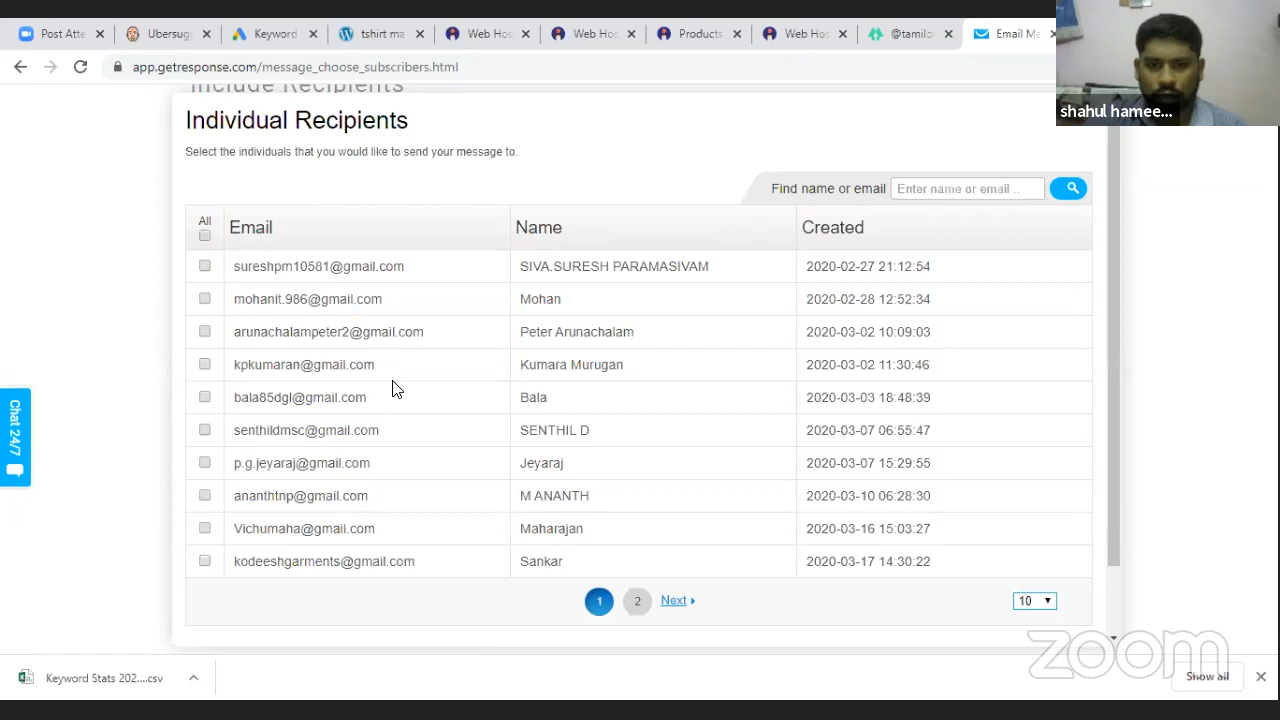 Post Atte
Ubersugg
Keyword
tshirt ma
Web Hos
Web Hos
Products
Web Hos
@tamilo
Email Ma
app.getresponse.com/message_choose_subscribers.html
shahul hamee...
Include Recipients
Individual Recipients
Select the individuals that you would like to send your message to.
Find name or email Enter name or email ..
All Email Name Created
sureshpm10581@gmail.com SIVA.SURESH PARAMASIVAM 2020-02-27 21:12:54
mohanit.986@gmail.com Mohan 2020-02-28 12:52:34
arunachalampeter2@gmail.com Peter Arunachalam 2020-03-02 10:09:03
kpkumaran@gmail.com Kumara Murugan 2020-03-02 11:30:46
bala85dgl@gmail.com Bala 2020-03-03 18:48:39
senthildmsc@gmail.com SENTHIL D 2020-03-07 06:55:47
p.g.jeyaraj@gmail.com Jeyaraj 2020-03-07 15:29:55
ananthtnp@gmail.com M ANANTH 2020-03-10 06:28:30
Vichumaha@gmail.com Maharajan 2020-03-16 15:03:27
kodeeshgarments@gmail.com Sankar 2020-03-17 14:30:22
1 2 Next 10
Chat 24/7
zoom
Keyword Stats 202....csv
Show all